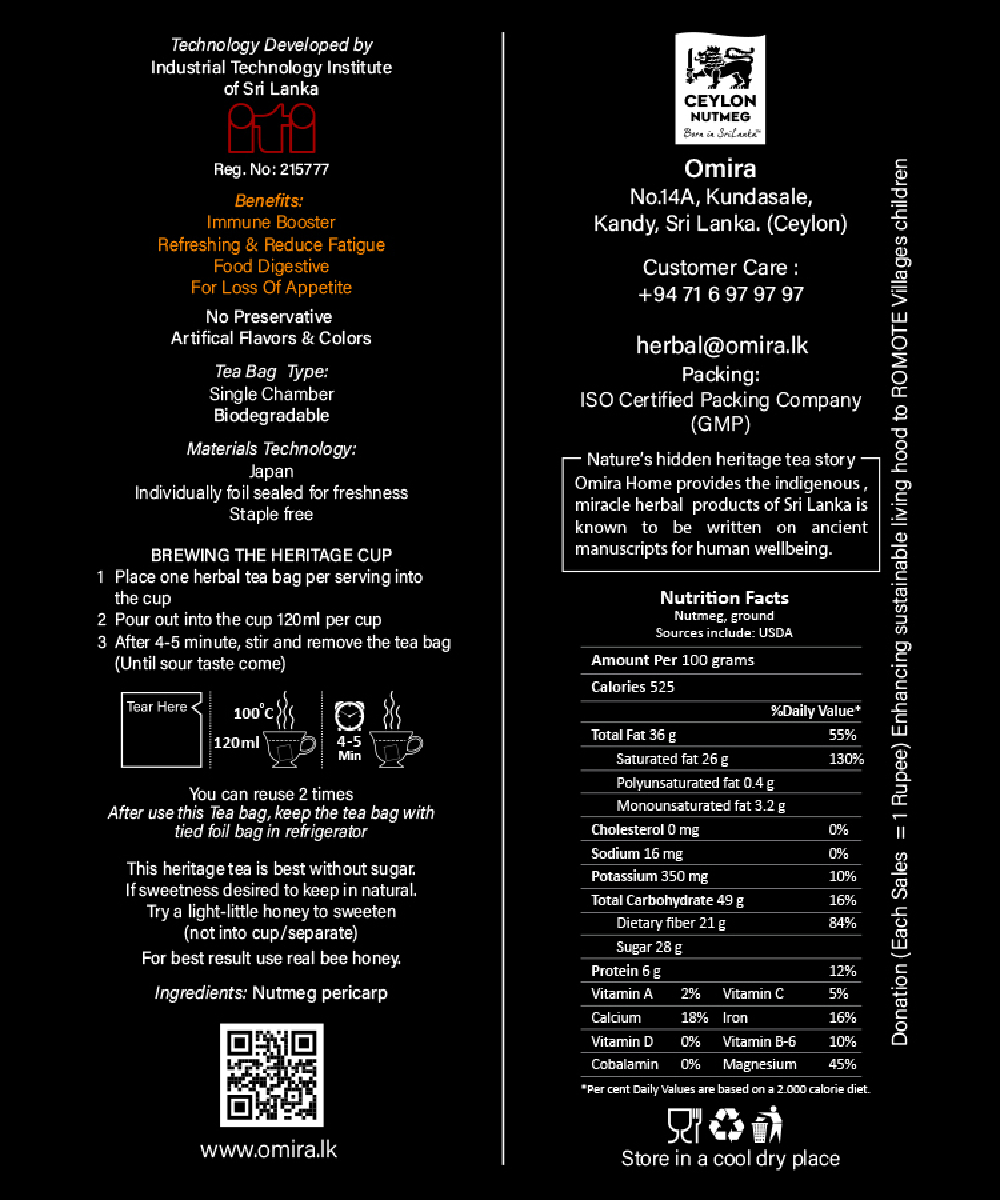 Technology Developed by
Industrial Technology Institute
of Sri Lanka
iti
Reg. No: 215777
Benefits:
Immune Booster
Refreshing & Reduce Fatigue
Food Digestive
For Loss Of Appetite
No Preservative
Artifical Flavors & Colors
Tea Bag Type:
Single Chamber
Biodegradable
Materials Technology:
Japan
Individually foil sealed for freshness
Staple free
BREWING THE HERITAGE CUP
1 Place one herbal tea bag per serving into
the cup
2 Pour out into the cup 120ml per cup
3 After 4-5 minute, stir and remove the tea bag
(Until sour taste come)
Tear Here
100°C
120ml
4-5
Min
You can reuse 2 times
After use this Tea bag, keep the tea bag with
tied foil bag in refrigerator
This heritage tea is best without sugar.
If sweetness desired to keep in natural.
Try a light-little honey to sweeten
(not into cup/separate)
For best result use real bee honey.
Ingredients: Nutmeg pericarp
www.omira.lk
CEYLON
NUTMEG
Born in Sri Lanka™
Omira
No.14A, Kundasale,
Kandy, Sri Lanka. (Ceylon)
Customer Care :
+94 71 6 97 97 97
herbal@omira.lk
Packing:
ISO Certified Packing Company
(GMP)
Nature's hidden heritage tea story
Omira Home provides the indigenous ,
miracle herbal products of Sri Lanka is
known to be written on ancient
manuscripts for human wellbeing.
Nutrition Facts
Nutmeg, ground
Sources include: USDA
Amount Per 100 grams
Calories 525
%Daily Value*
Total Fat 36 g 55%
Saturated fat 26 g 130%
Polyunsaturated fat 0.4 g
Monounsaturated fat 3.2 g
Cholesterol 0 mg 0%
Sodium 16 mg 0%
Potassium 350 mg 10%
Total Carbohydrate 49 g 16%
Dietary fiber 21 g 84%
Sugar 28 g
Protein 6 g 12%
Vitamin A 2% Vitamin C 5%
Calcium 18% Iron 16%
Vitamin D 0% Vitamin B-6 10%
Cobalamin 0% Magnesium 45%
*Per cent Daily Values are based on a 2.000 calorie diet.
Store in a cool dry place
Donation (Each Sales = 1 Rupee) Enhancing sustainable living hood to ROMOTE Villages children